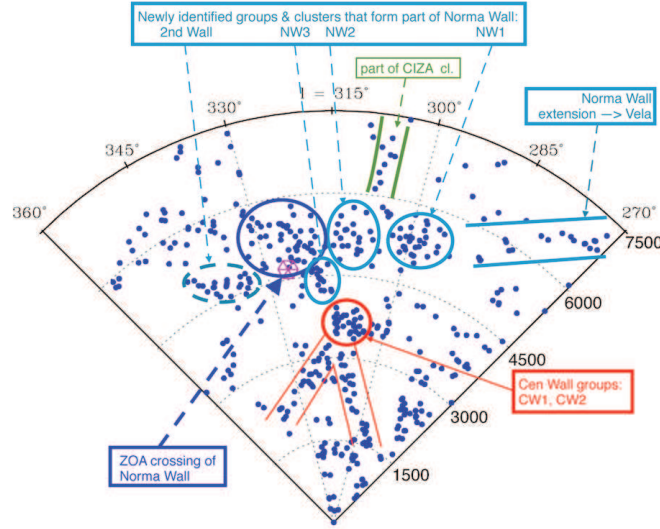 Newly identified groups & clusters that form part of Norma Wall:
2nd Wall NW3 NW2 NW1
part of CIZA cl.
l = 315°
330° 300°
Norma Wall
extension —> Vela
345° 285°
360° 270°
7500
6000
4500
Cen Wall groups:
CW1, CW2
3000
ZOA crossing of
Norma Wall
1500